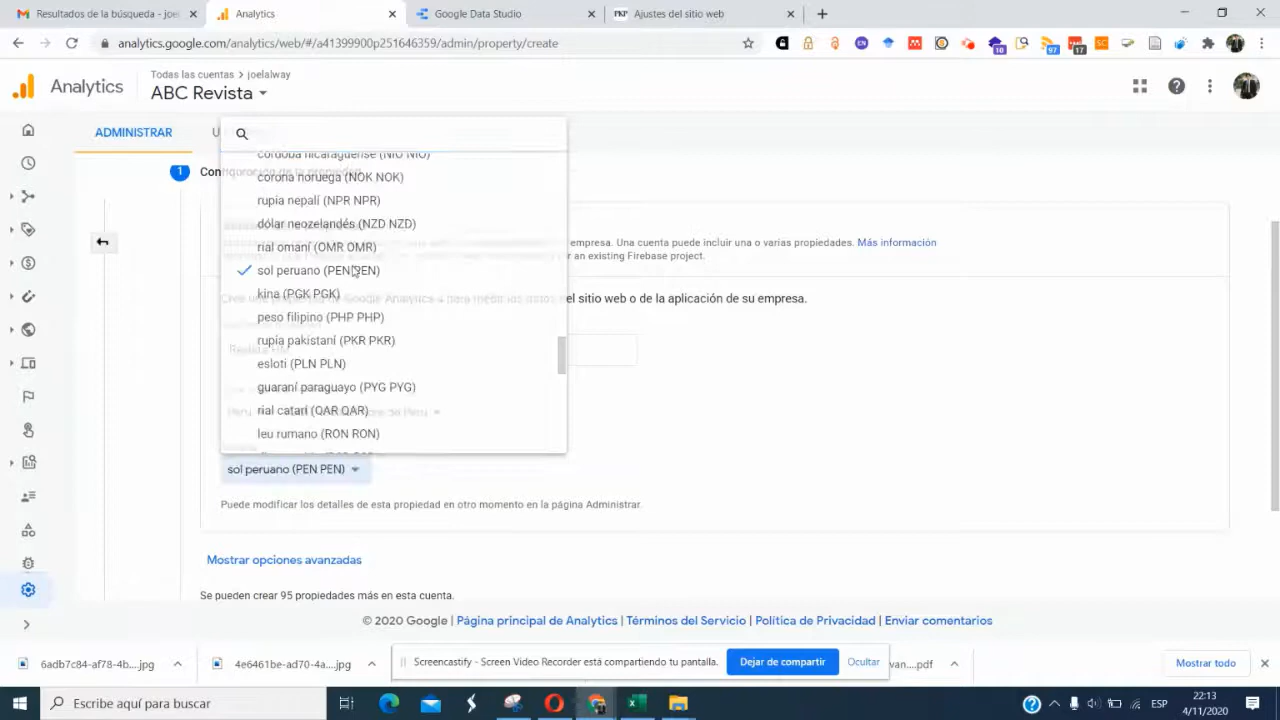 Resultados de la búsqueda - joel
Analytics
Google Data Studio
Ajustes del sitio web
analytics.google.com/analytics/web/#/a41399900p251646359/admin/property/create
EN
10
97
17
SC
Analytics
Todas las cuentas > joelalway
ABC Revista
ADMINISTRAR
U
1
córdoba nicaragüense (NIO NIO)
corona noruega (NOK NOK)
rupia nepalí (NPR NPR)
dólar neozelandés (NZD NZD)
empresa. Una cuenta puede incluir una o varias propiedades. Más información
rial omaní (OMR OMR)
r an existing Firebase project.
sol peruano (PEN PEN)
kina (PGK PGK)
el sitio web o de la aplicación de su empresa.
peso filipino (PHP PHP)
rupia pakistaní (PKR PKR)
esloti (PLN PLN)
guaraní paraguayo (PYG PYG)
rial catarí (QAR QAR)
leu rumano (RON RON)
sol peruano (PEN PEN)
Puede modificar los detalles de esta propiedad en otro momento en la página Administrar.
Mostrar opciones avanzadas
Se pueden crear 95 propiedades más en esta cuenta.
© 2020 Google | Página principal de Analytics | Términos del Servicio | Política de Privacidad | Enviar comentarios
6adb7c84-af78-4b....jpg
4e6461be-ad70-4a....jpg
Screencastify - Screen Video Recorder está compartiendo tu pantalla.
Dejar de compartir
Ocultar
van....pdf
Mostrar todo
Escribe aquí para buscar
ESP
22:13
4/11/2020